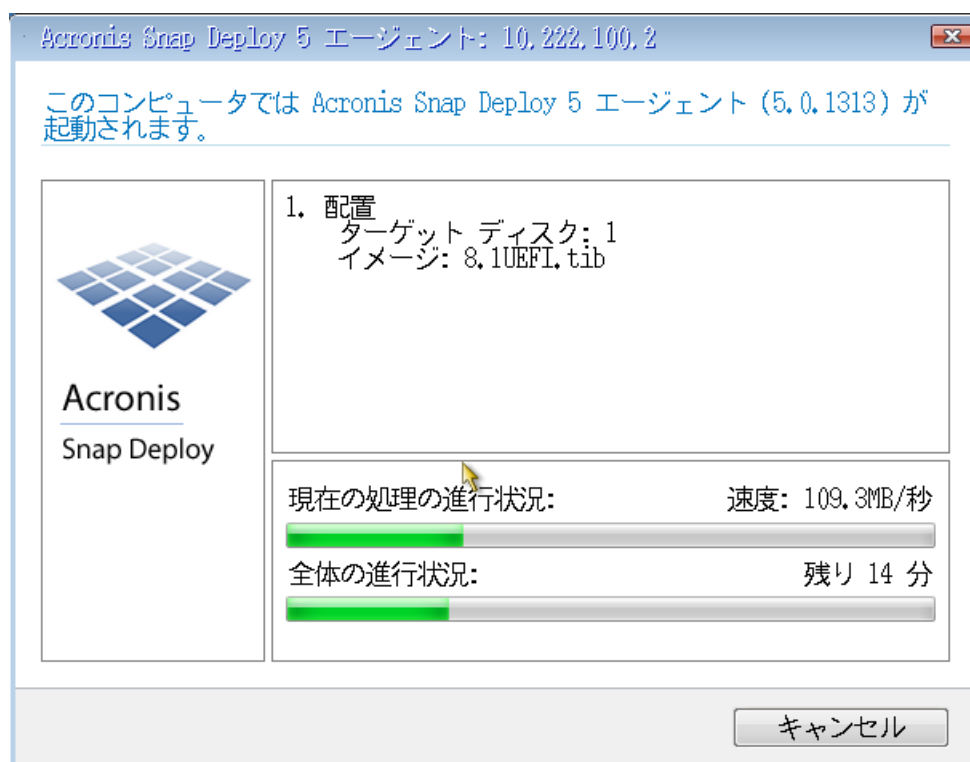 Acronis Snap Deploy 5 エージェント: 10.222.100.2
このコンピュータでは Acronis Snap Deploy 5 エージェント (5.0.1313) が
起動されます。
1. 配置
ターゲット ディスク: 1
イメージ: 8.1UEFI.tib
Acronis
Snap Deploy
現在の処理の進行状況: 速度: 109.3MB/秒
全体の進行状況: 残り 14 分
キャンセル